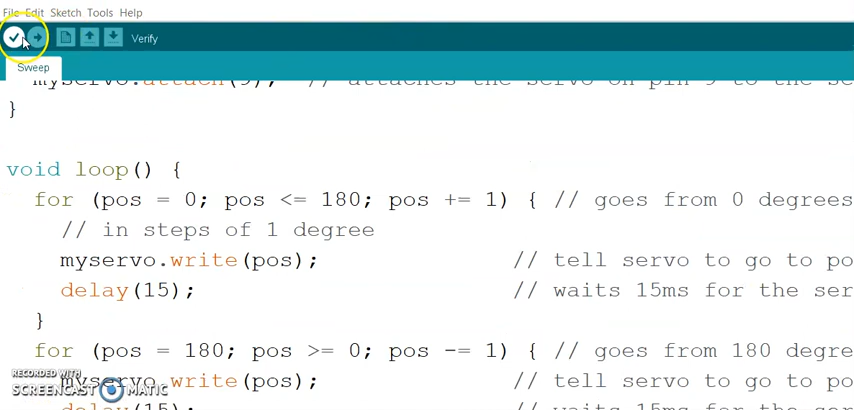 File Edit Sketch Tools Help
Verify
Sweep
myservo.attach(9);  // attaches the servo on pin 9 to the se
}
void loop() {
for (pos = 0; pos <= 180; pos += 1) { // goes from 0 degrees
// in steps of 1 degree
myservo.write(pos);  // tell servo to go to po
delay(15);  // waits 15ms for the ser
}
for (pos = 180; pos >= 0; pos -= 1) { // goes from 180 degre
myservo.write(pos);  // tell servo to go to po
delay(15);  // waits 15ms for the ser
RECORDED WITH
SCREENCAST MATIC